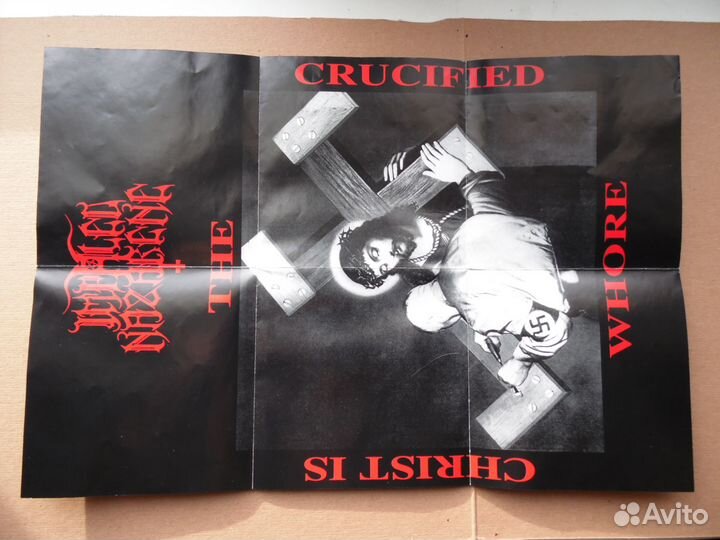 IMPALED
NAZARENE
THE
CRUCIFIED
WHORE
CHRIST IS
Avito